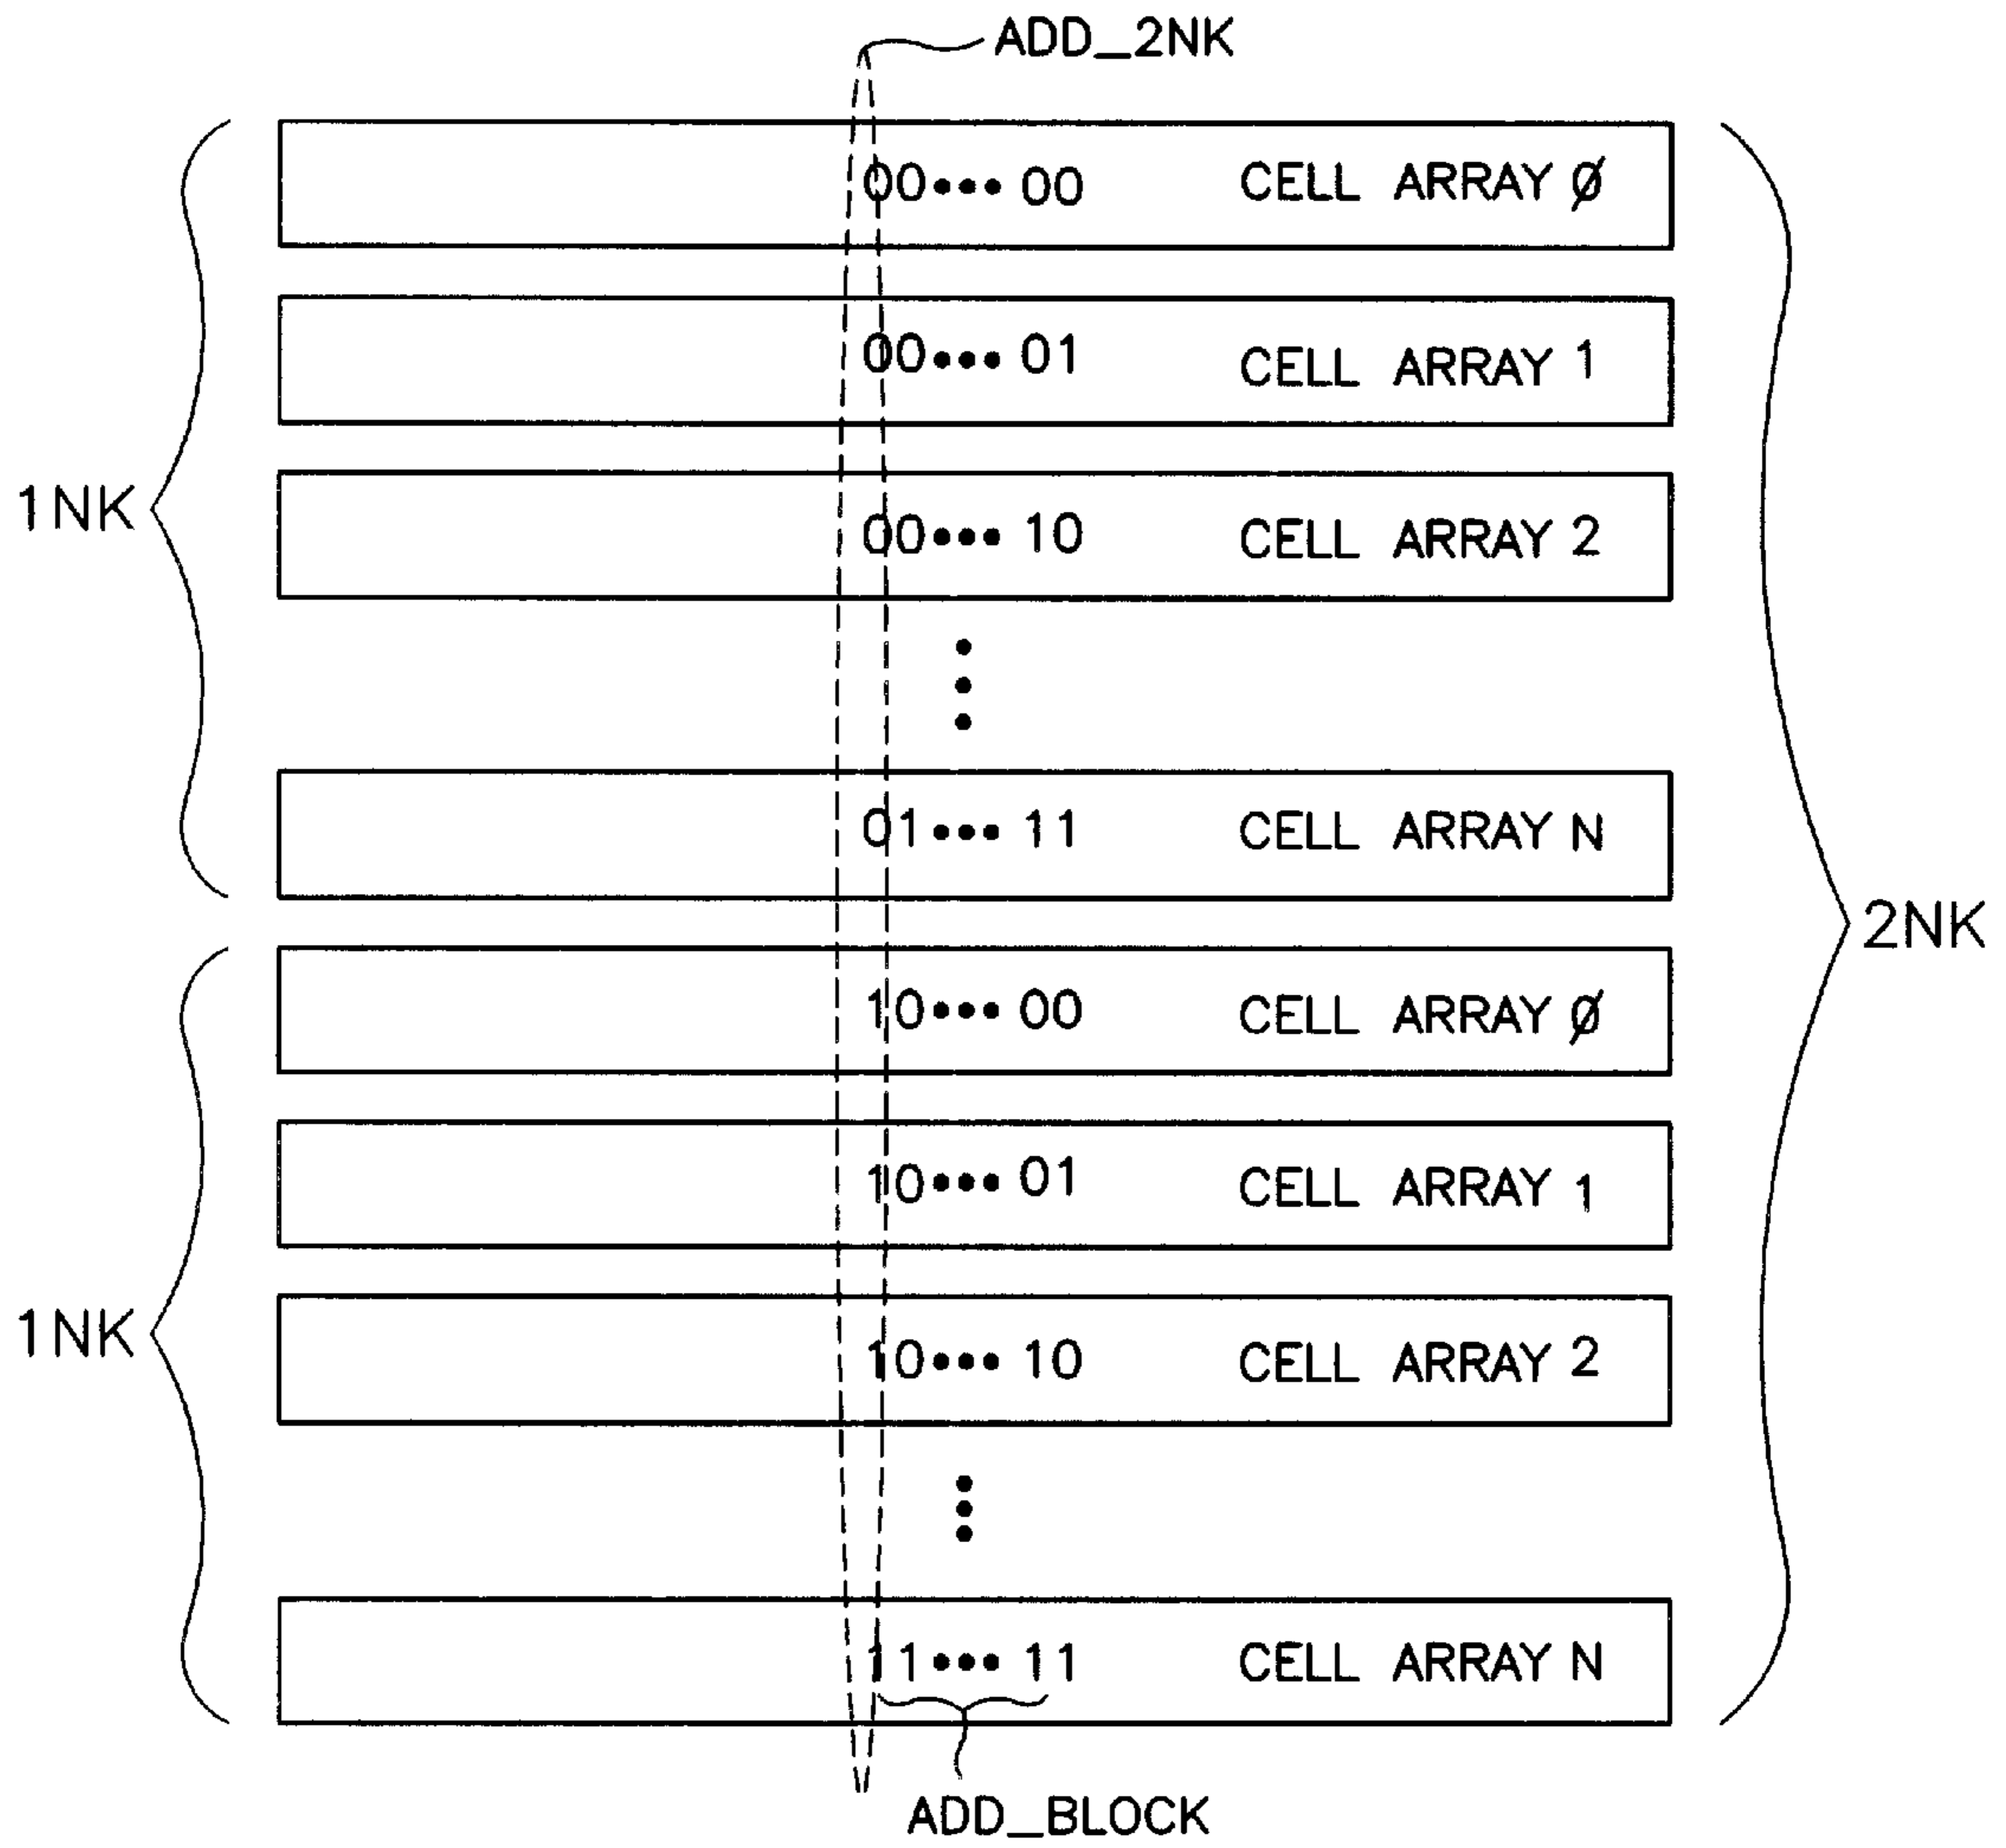 ADD_2NK
00••• 00 CELL ARRAY Ø
00••• 01 CELL ARRAY 1
1NK
00••• 10 CELL ARRAY 2
01••• 11 CELL ARRAY N
2NK
10••• 00 CELL ARRAY Ø
10••• 01 CELL ARRAY 1
1NK
10••• 10 CELL ARRAY 2
11••• 11 CELL ARRAY N
ADD_BLOCK